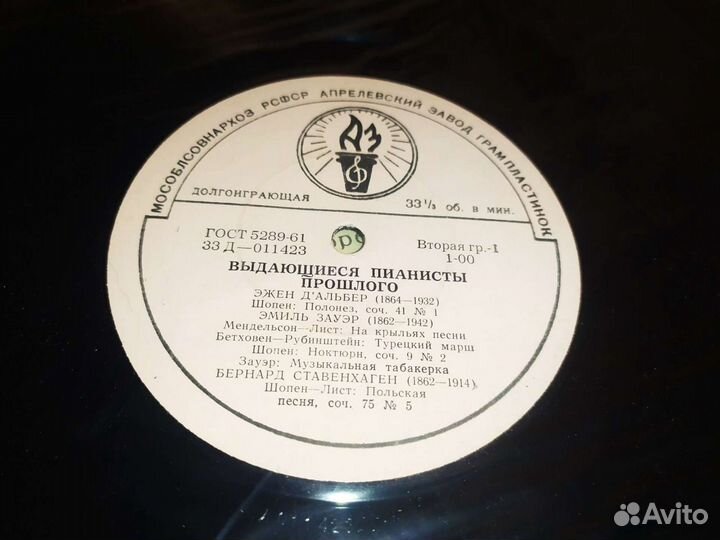 МОСОБЛСОВНАРХОЗ РСФСР АПРЕЛЕВСКИЙ ЗАВОД ГРАМПЛАСТИНОК
АЗ
ДОЛГОИГРАЮЩАЯ 33⅓ об. в мин.
ГОСТ 5289-61 Вторая гр.-1
33 Д—011423 1-00
ВЫДАЮЩИЕСЯ ПИАНИСТЫ
ПРОШЛОГО
ЭЖЕН Д'АЛЬБЕР (1864—1932)
Шопен: Полонез, соч. 41 № 1
ЭМИЛЬ ЗАУЭР (1862—1942)
Мендельсон—Лист: На крыльях песни
Бетховен—Рубинштейн: Турецкий марш
Шопен: Ноктюрн, соч. 9 № 2
Зауэр: Музыкальная табакерка
БЕРНАРД СТАВЕНХАГЕН (1862—1914),
Шопен—Лист: Польская
песня, соч. 75 № 5
Avito